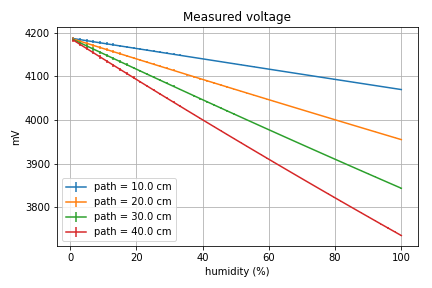 Measured voltage
4200
4100
4000
3900
3800
mV
path = 10.0 cm
path = 20.0 cm
path = 30.0 cm
path = 40.0 cm
0 20 40 60 80 100
humidity (%)